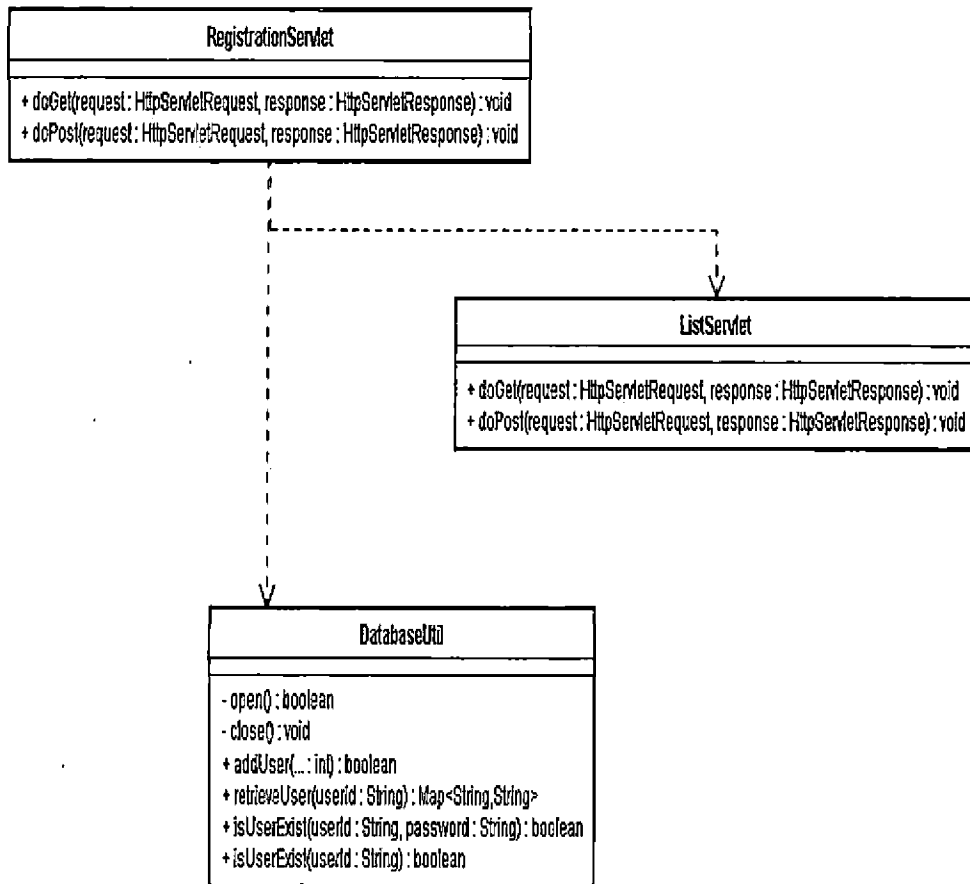 RegistrationServlet
+ doGet(request : HttpServletRequest, response : HttpServletResponse) : void
+ doPost(request : HttpServletRequest, response : HttpServletResponse) : void
ListServlet
+ doGet(request : HttpServletRequest, response : HttpServletResponse) : void
+ doPost(request : HttpServletRequest, response : HttpServletResponse) : void
DatabaseUtil
- open() : boolean
- close() : void
+ addUser(... : int) : boolean
+ retrieveUser(userId : String) : Map<String,String>
+ isUserExist(userId : String, password : String) : boolean
+ isUserExist(userId : String) : boolean